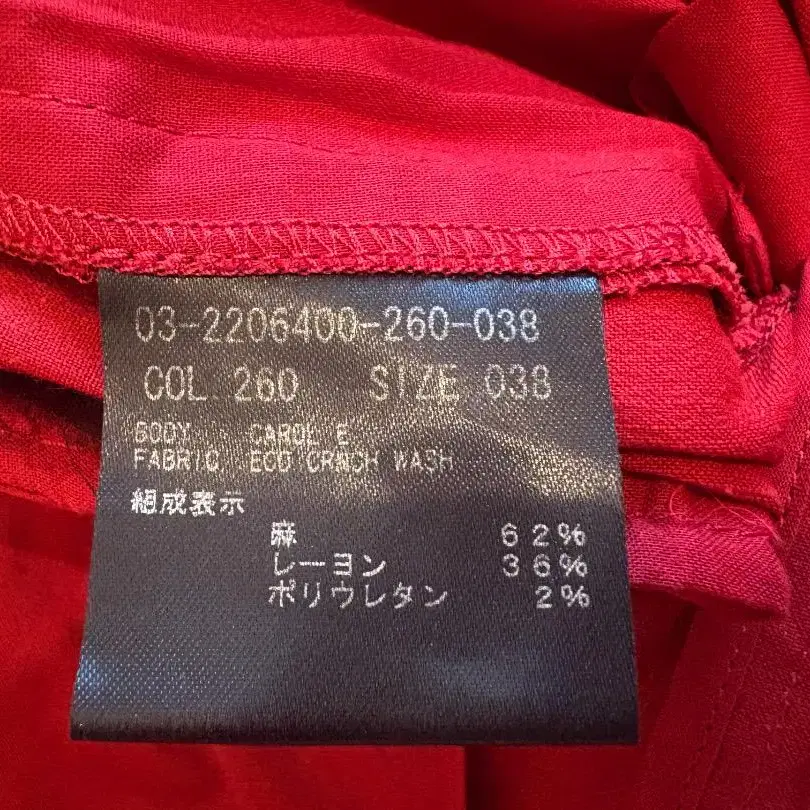 03-2206400-260-038
COL 260 SIZE 038
BODY CAROL E
FABRIC ECO CRNCH WASH
組成表示
麻 62%
レーヨン 36%
ポリウレタン 2%